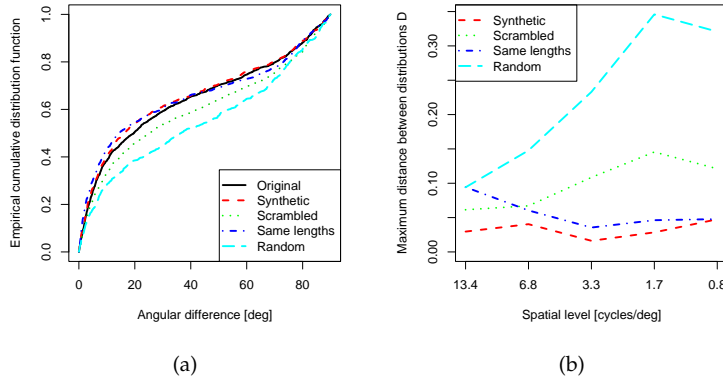 Empirical cumulative distribution function
1.0
0.8
0.6
0.4
0.2
0.0
Original
Synthetic
Scrambled
Same lengths
Random
0
20
40
60
80
Angular difference [deg]
(a)
Maximum distance between distributions D
0.30
0.20
0.10
0.00
Synthetic
Scrambled
Same lengths
Random
13.4
6.8
3.3
1.7
0.8
Spatial level [cycles/deg]
(b)